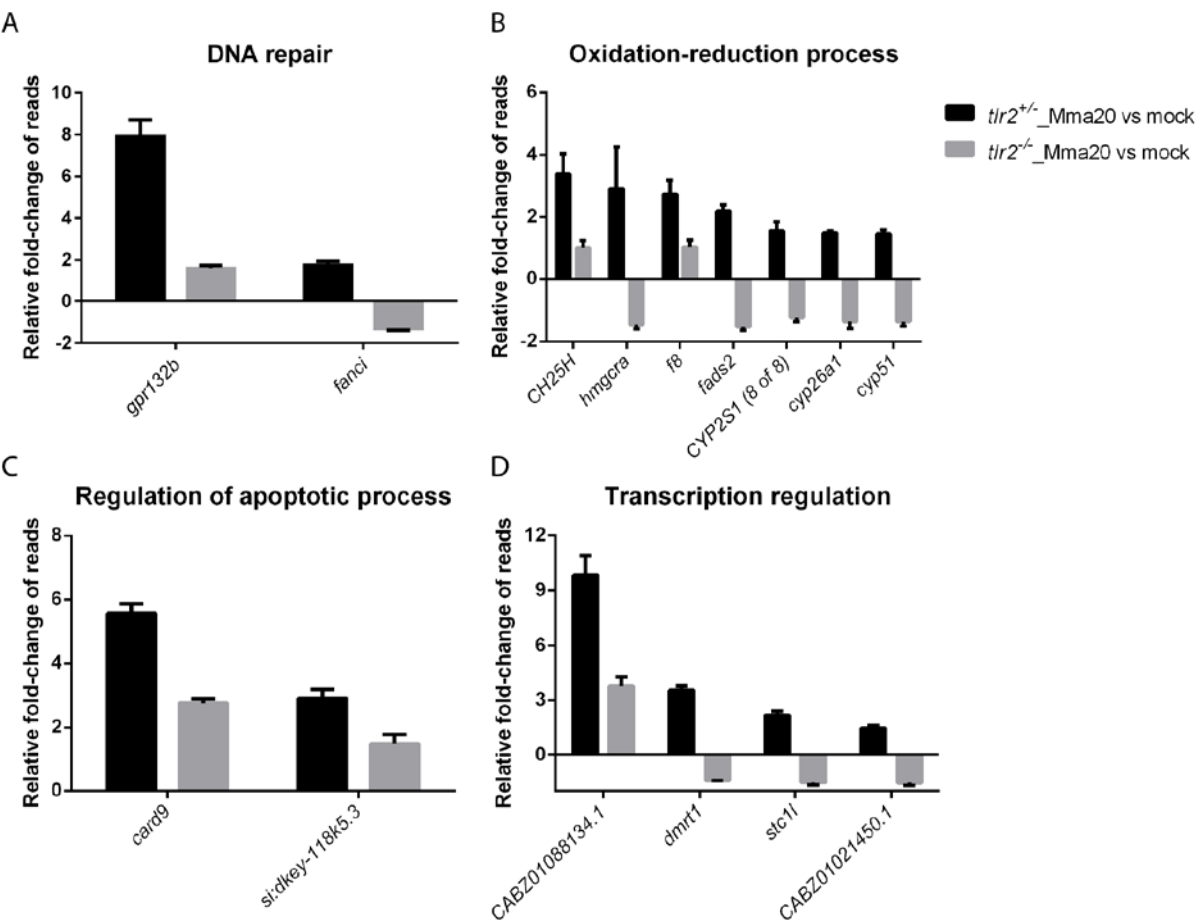 A
DNA repair
Relative fold-change of reads
10
8
6
4
2
0
-2
gpr132b
fanci
B
Oxidation-reduction process
Relative fold-change of reads
6
4
2
0
-2
CH25H
hmgcra
f8
fads2
CYP2S1 (8 of 8)
cyp26a1
cyp51
tlr2+/-_Mma20 vs mock
tlr2-/-_Mma20 vs mock
C
Regulation of apoptotic process
Relative fold-change of reads
8
6
4
2
0
card9
si:dkey-118k5.3
D
Transcription regulation
Relative fold-change of reads
12
9
6
3
0
CABZ01088134.1
dmrt1
stc1i
CABZ01021450.1